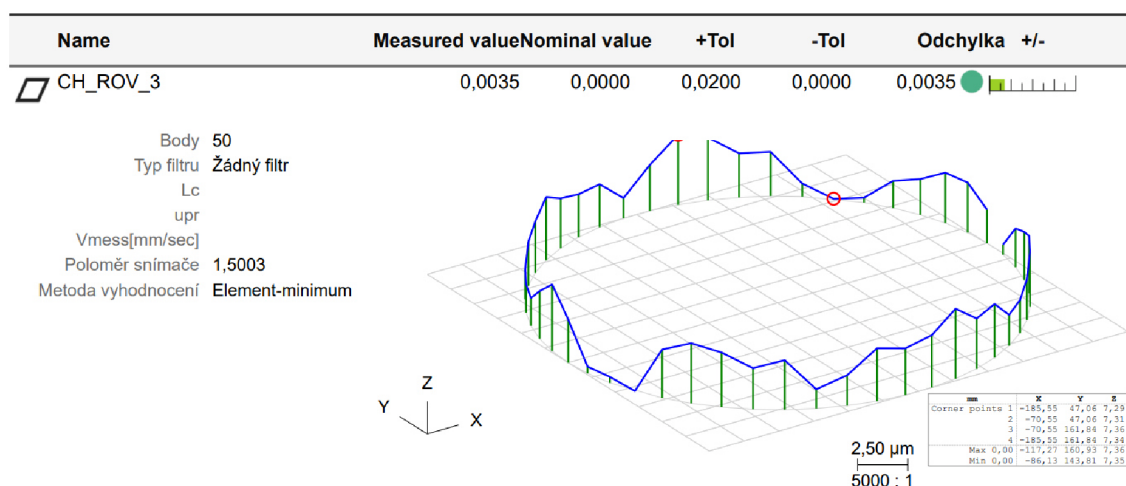 Name Measured value Nominal value +Tol -Tol Odchylka +/-
CH_ROV_3 0,0035 0,0000 0,0200 0,0000 0,0035
Body 50
Typ filtru Žádný filtr
Lc
upr
Vmess[mm/sec]
Poloměr snímače 1,5003
Metoda vyhodnocení Element-minimum
Z
Y
X
mm X Y Z
Corner points 1 -185,55 47,06 7,29
2 -70,55 47,06 7,31
3 -70,55 161,84 7,36
4 -185,55 161,84 7,34
Max 0,00 -117,27 160,93 7,36
Min 0,00 -86,13 143,81 7,35
2,50 µm
5000 : 1